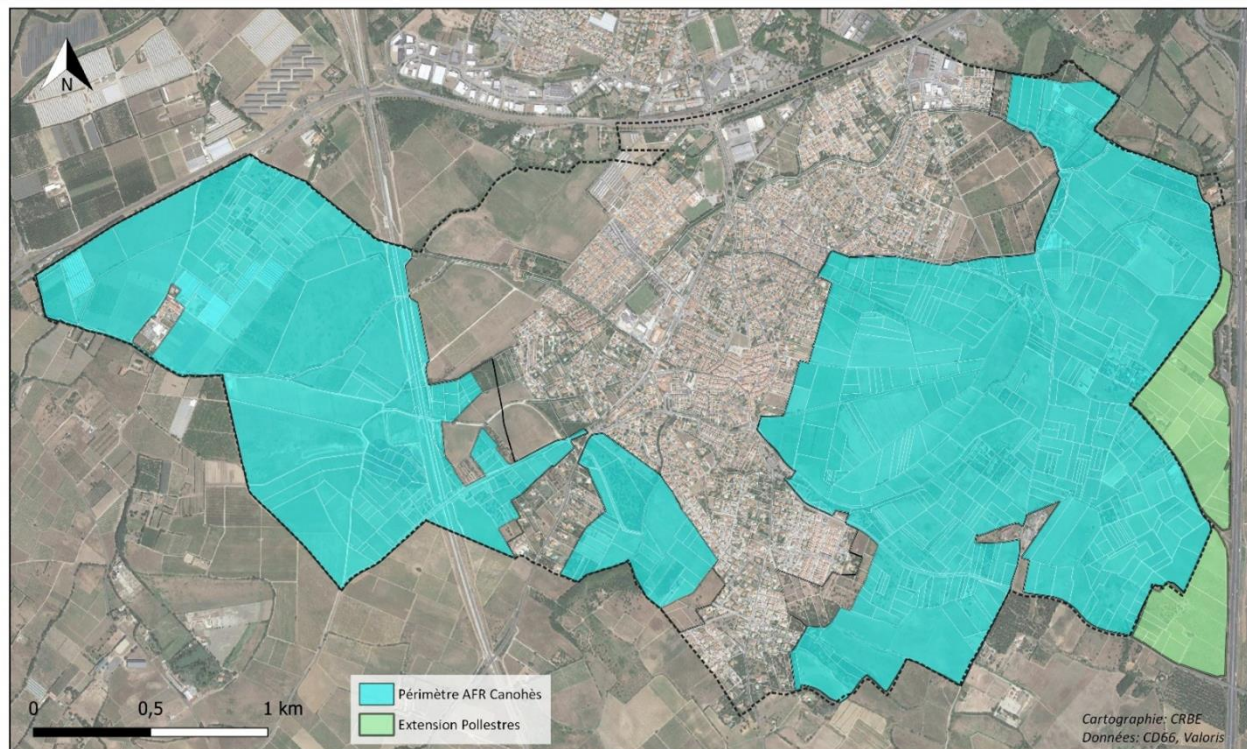 N
0
0,5
1 km
Périmètre AFR Canohès
Extension Pollestres
Cartographie: CRBE
Données: CD66, Valoris